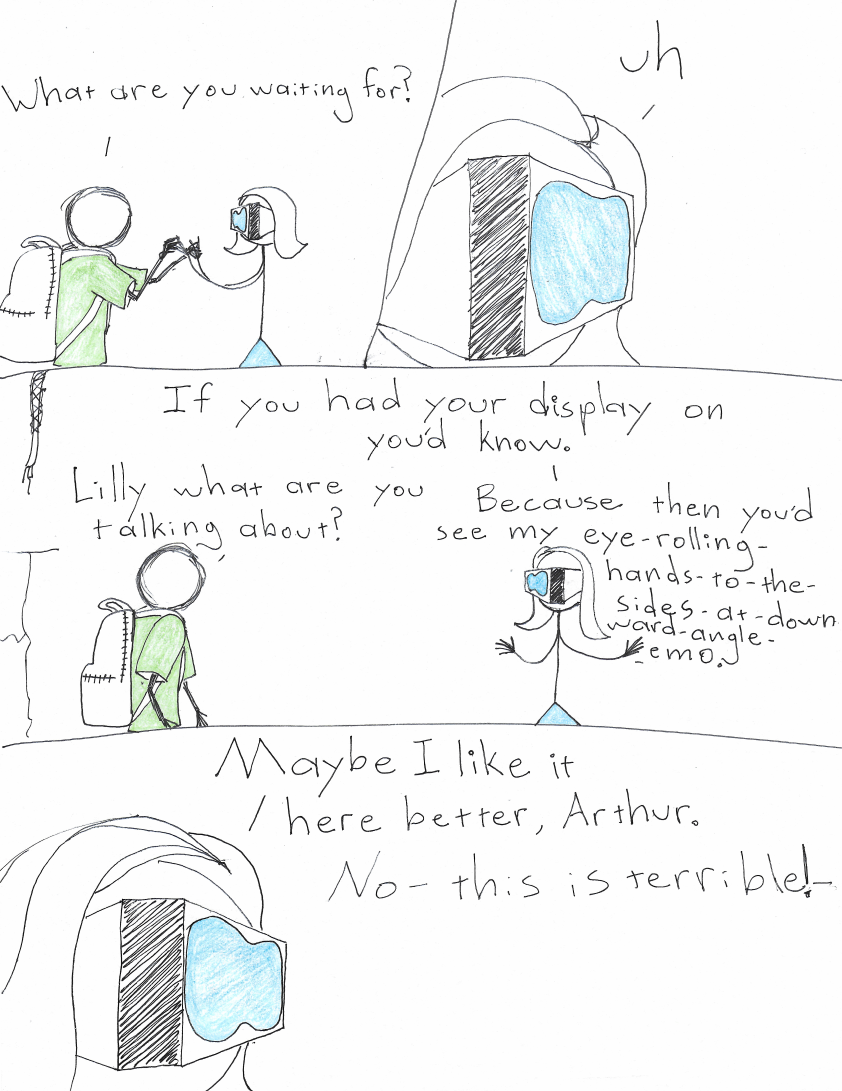 What are you waiting for?
uh
If you had your display on
you'd know.
Lilly what are you
talking about?
Because then you'd
see my eye-rolling-
hands-to-the-
sides-at-down
ward-angle-
-emo.
Maybe I like it
here better, Arthur.
No- this is terrible!-